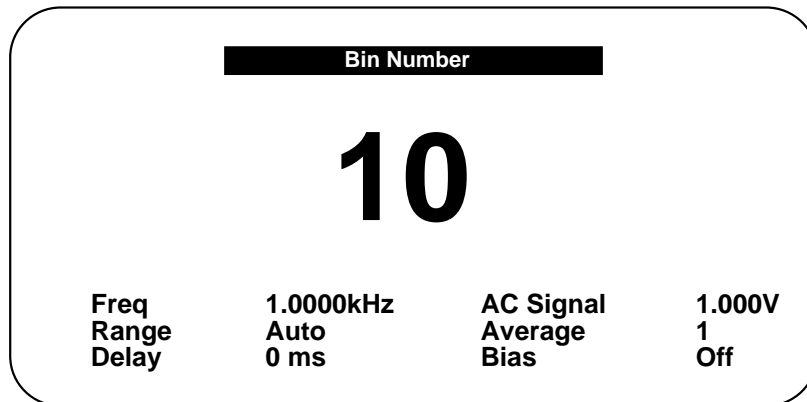 Bin Number
10
Freq 1.0000kHz AC Signal 1.000V
Range Auto Average 1
Delay 0 ms Bias Off